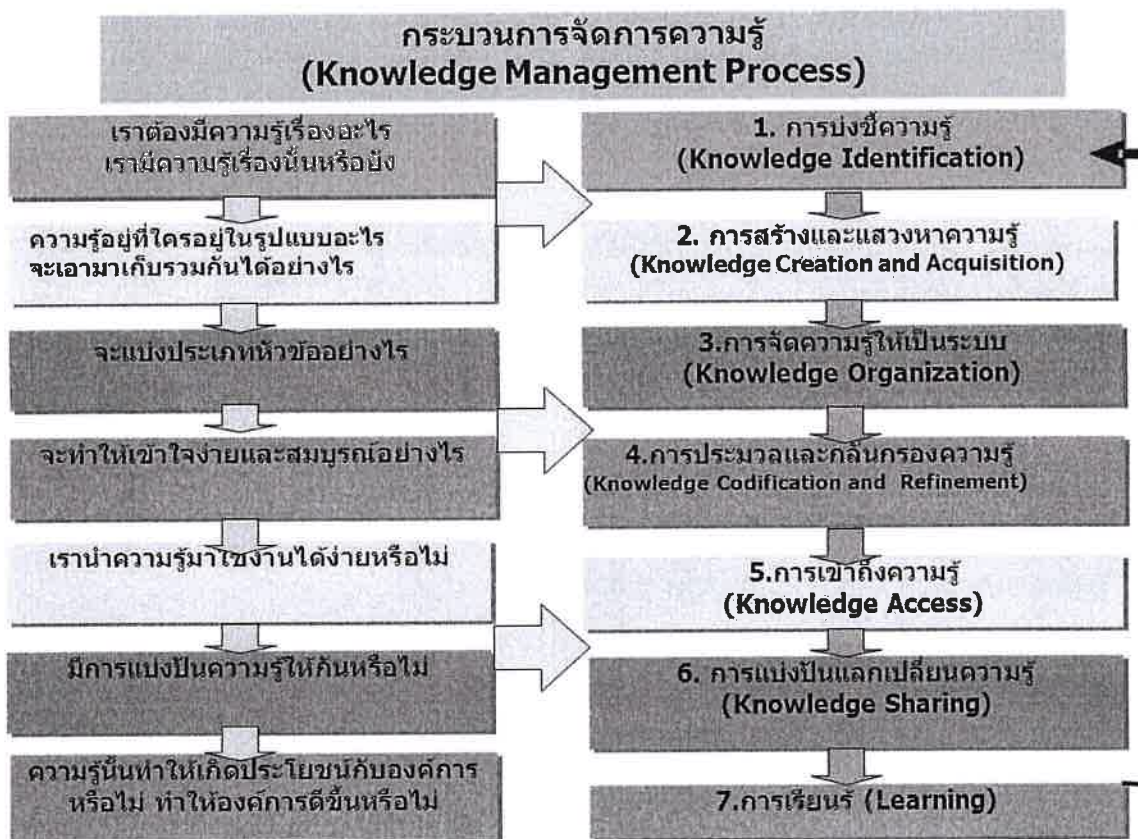 กระบวนการจัดการความรู้
(Knowledge Management Process)
เราต้องมีความรู้เรื่องอะไร
เรามีความรู้เรื่องนั้นหรือยัง
ความรู้อยู่ที่ใครอยู่ในรูปแบบอะไร
จะเอามาเก็บรวมกันได้อย่างไร
จะแบ่งประเภทหัวข้ออย่างไร
จะทำให้เข้าใจง่ายและสมบูรณ์อย่างไร
เรานำความรู้มาใช้งานได้ง่ายหรือไม่
มีการแบ่งปันความรู้ให้กันหรือไม่
ความรู้นั้นทำให้เกิดประโยชน์กับองค์การ
หรือไม่ ทำให้องค์การดีขึ้นหรือไม่
1. การบ่งชี้ความรู้
(Knowledge Identification)
2. การสร้างและแสวงหาความรู้
(Knowledge Creation and Acquisition)
3.การจัดความรู้ให้เป็นระบบ
(Knowledge Organization)
4.การประมวลและกลั่นกรองความรู้
(Knowledge Codification and Refinement)
5.การเข้าถึงความรู้
(Knowledge Access)
6. การแบ่งปันแลกเปลี่ยนความรู้
(Knowledge Sharing)
7.การเรียนรู้ (Learning)